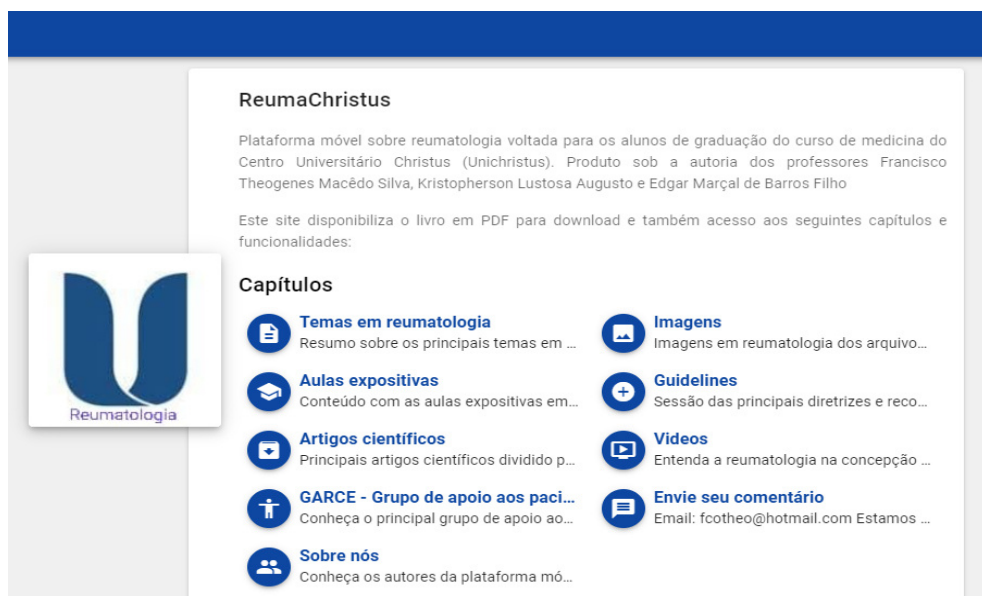 ReumaChristus
Plataforma móvel sobre reumatologia voltada para os alunos de graduação do curso de medicina do
Centro Universitário Christus (Unichristus). Produto sob a autoria dos professores Francisco
Theogenes Macêdo Silva, Kristopherson Lustosa Augusto e Edgar Marçal de Barros Filho
Este site disponibiliza o livro em PDF para download e também acesso aos seguintes capítulos e
funcionalidades:
Reumatologia
Capítulos
Temas em reumatologia
Resumo sobre os principais temas em ...
Imagens
Imagens em reumatologia dos arquivo...
Aulas expositivas
Conteúdo com as aulas expositivas em...
Guidelines
Sessão das principais diretrizes e reco...
Artigos científicos
Principais artigos científicos dividido p...
Videos
Entenda a reumatologia na concepção ...
GARCE - Grupo de apoio aos paci...
Conheça o principal grupo de apoio ao...
Envie seu comentário
Email: fcotheo@hotmail.com Estamos ...
Sobre nós
Conheça os autores da plataforma mó...